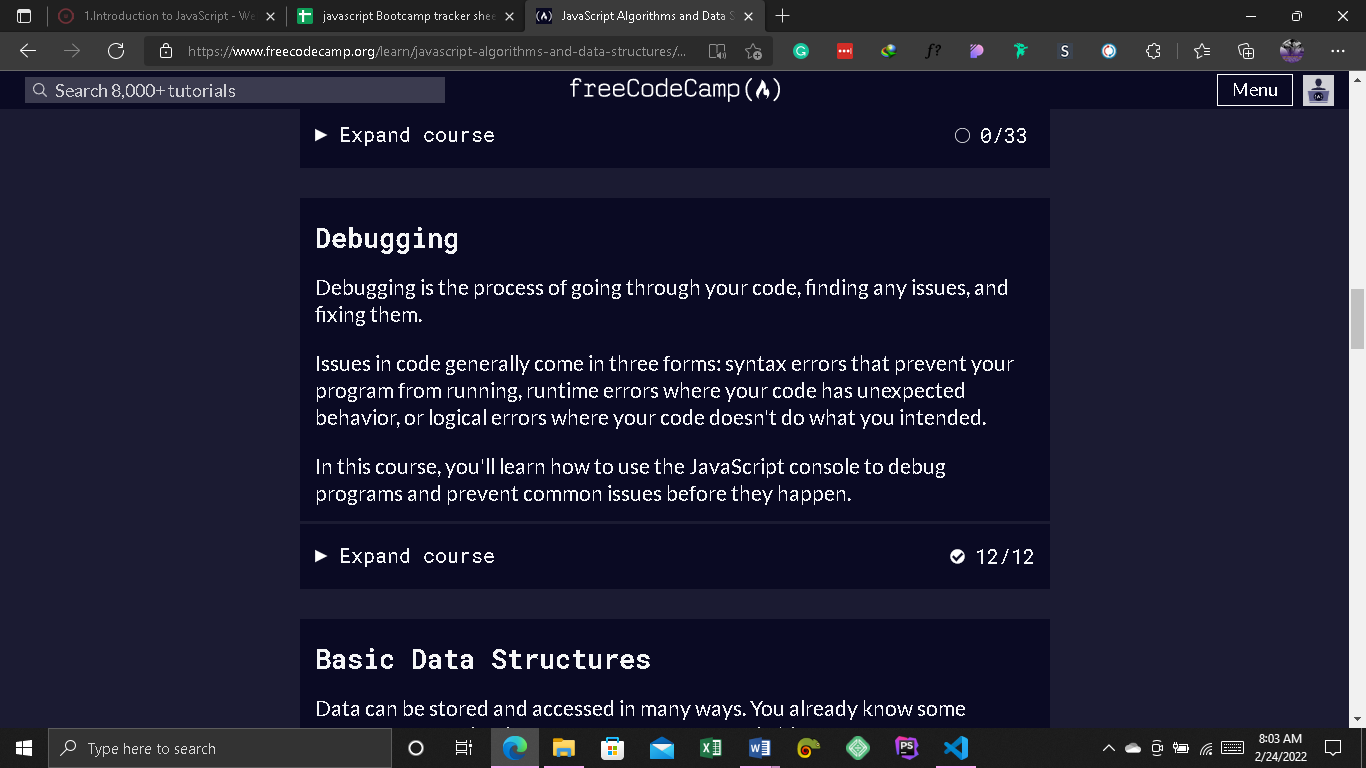 1.Introduction to JavaScript - We
javascript Bootcamp tracker shee
JavaScript Algorithms and Data S
https://www.freecodecamp.org/learn/javascript-algorithms-and-data-structures/...
Search 8,000+ tutorials
freeCodeCamp
Menu
Expand course 0/33
Debugging
Debugging is the process of going through your code, finding any issues, and
fixing them.
Issues in code generally come in three forms: syntax errors that prevent your
program from running, runtime errors where your code has unexpected
behavior, or logical errors where your code doesn't do what you intended.
In this course, you'll learn how to use the JavaScript console to debug
programs and prevent common issues before they happen.
Expand course 12/12
Basic Data Structures
Data can be stored and accessed in many ways. You already know some
Type here to search
8:03 AM
2/24/2022